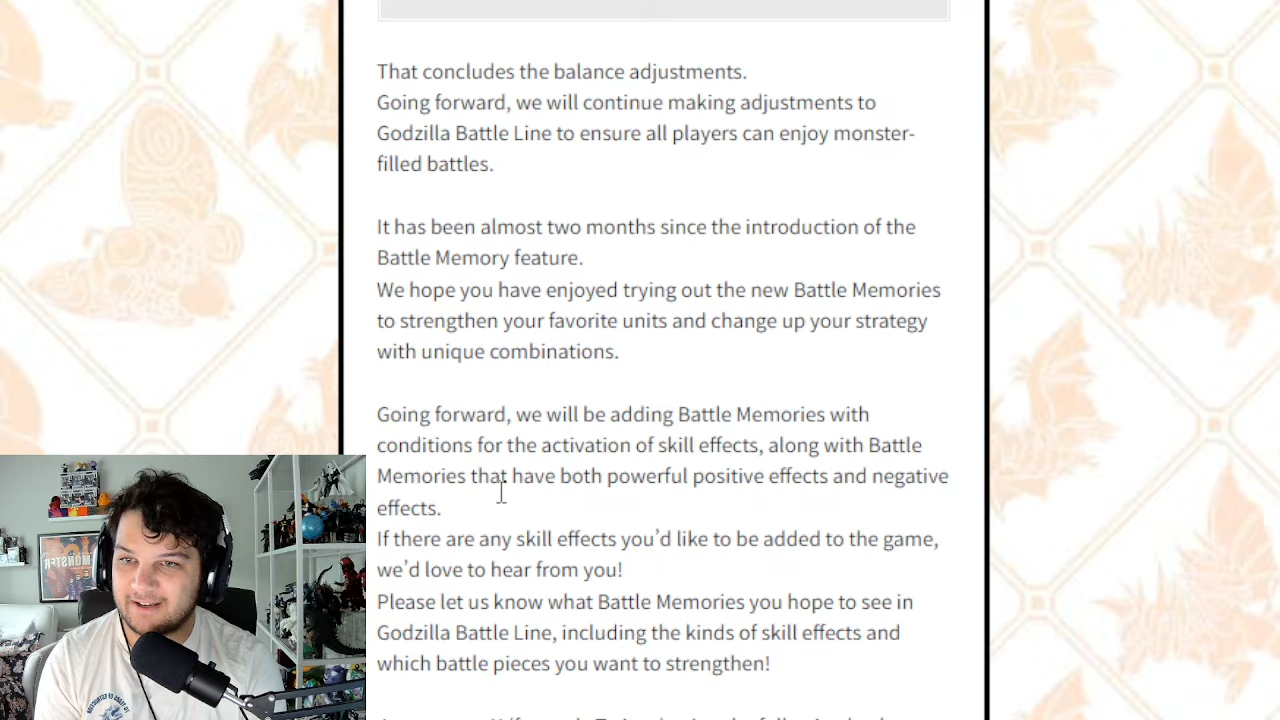 That concludes the balance adjustments.
Going forward, we will continue making adjustments to
Godzilla Battle Line to ensure all players can enjoy monster-
filled battles.
It has been almost two months since the introduction of the
Battle Memory feature.
We hope you have enjoyed trying out the new Battle Memories
to strengthen your favorite units and change up your strategy
with unique combinations.
Going forward, we will be adding Battle Memories with
conditions for the activation of skill effects, along with Battle
Memories that have both powerful positive effects and negative
effects.
If there are any skill effects you’d like to be added to the game,
we’d love to hear from you!
Please let us know what Battle Memories you hope to see in
Godzilla Battle Line, including the kinds of skill effects and
which battle pieces you want to strengthen!
MONSTER